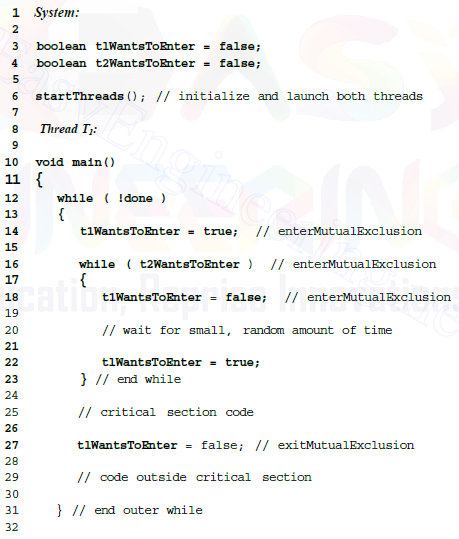 1 System:
2
3 boolean t1WantsToEnter = false;
4 boolean t2WantsToEnter = false;
5
6 startThreads(); // initialize and launch both threads
7
8 Thread T1:
9
10 void main()
11 {
12 while ( !done )
13 {
14 t1WantsToEnter = true; // enterMutualExclusion
15
16 while ( t2WantsToEnter ) // enterMutualExclusion
17 {
18 t1WantsToEnter = false; // enterMutualExclusion
19
20 // wait for small, random amount of time
21
22 t1WantsToEnter = true;
23 } // end while
24
25 // critical section code
26
27 t1WantsToEnter = false; // exitMutualExclusion
28
29 // code outside critical section
30
31 } // end outer while
32